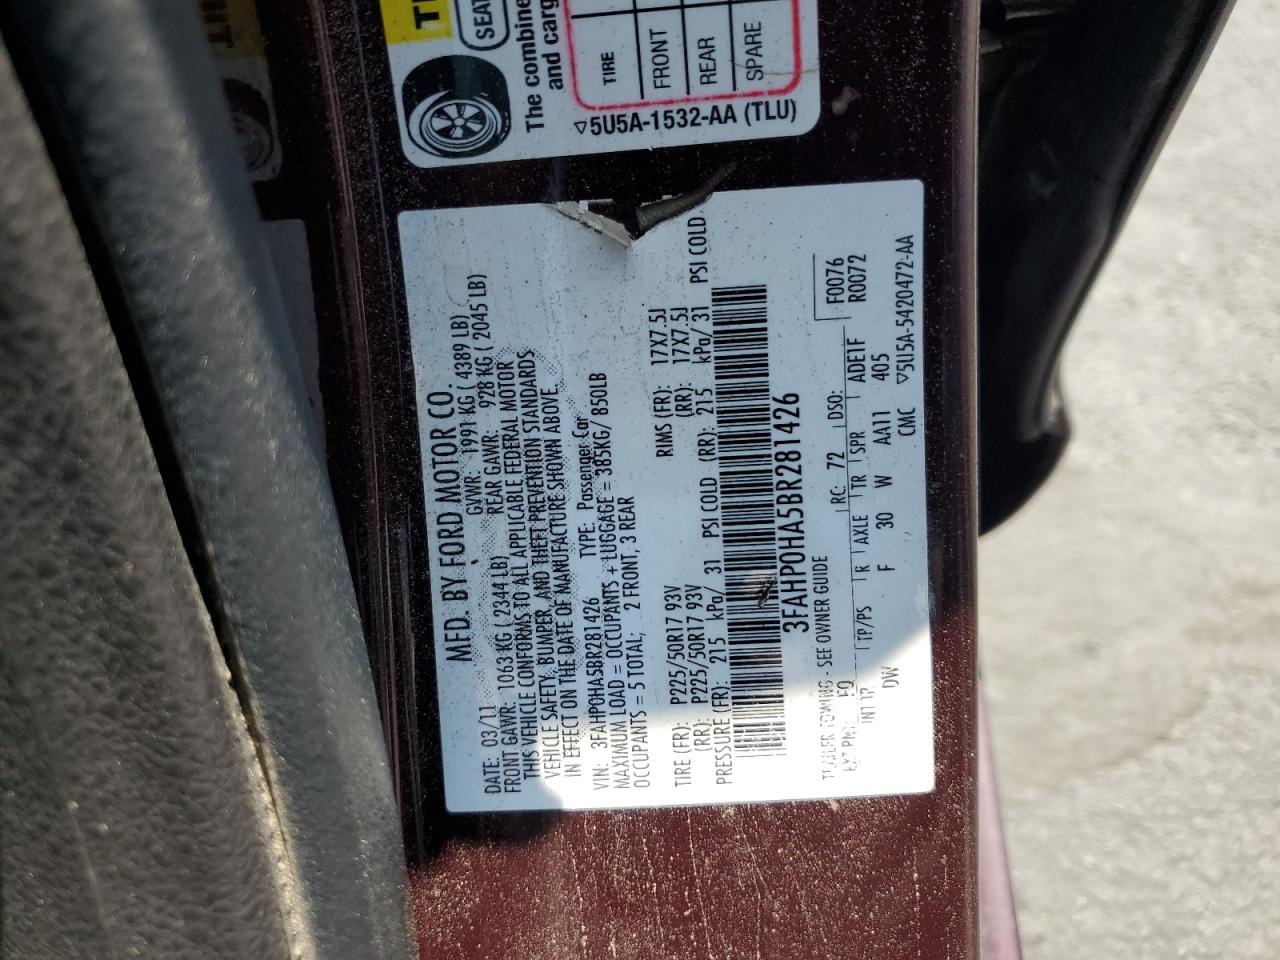 SEAT
The combine
and carg
TIRE
FRONT
REAR
SPARE
▽5U5A-1532-AA (TLU)
MFD. BY FORD MOTOR CO.
DATE: 03/11 GVWR: 1991 KG ( 4389 LB)
FRONT GAWR: 1063 KG ( 2344 LB) REAR GAWR: 928 KG ( 2045 LB)
THIS VEHICLE CONFORMS TO ALL APPLICABLE FEDERAL MOTOR
VEHICLE SAFETY, BUMPER, AND THEFT PREVENTION STANDARDS
IN EFFECT ON THE DATE OF MANUFACTURE SHOWN ABOVE.
VIN: 3FAHP0HA5BR281426 TYPE: Passenger Car
MAXIMUM LOAD = OCCUPANTS + LUGGAGE = 385KG/ 850LB
OCCUPANTS = 5 TOTAL; 2 FRONT, 3 REAR
TIRE (FR): P225/50R17 93V RIMS (FR): 17X7.5J
(RR): P225/50R17 93V (RR): 17X7.5J
PRESSURE (FR): 215 kPa/ 31 PSI COLD (RR): 215 kPa/ 31 PSI COLD
3FAHP0HA5BR281426
TRAILER TOWING - SEE OWNER GUIDE F0076
EXT PNT: RQ RC: 72 DSO: R0072
INT TR TP/PS R AXLE TR SPR ADE1F
DW F 30 W AA11 405
CMC ▽5U5A-5420472-AA